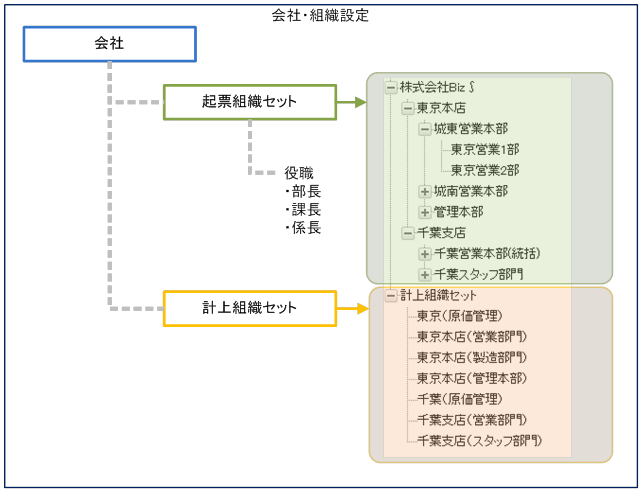 会社・組織設定
会社
起票組織セット
役職
・部長
・課長
・係長
計上組織セット
株式会社Biz∫
東京本店
城東営業本部
東京営業1部
東京営業2部
城南営業本部
管理本部
千葉支店
千葉営業本部(統括)
千葉スタッフ部門
計上組織セット
東京(原価管理)
東京本店(営業部門)
東京本店(製造部門)
東京本店(管理本部)
千葉(原価管理)
千葉支店(営業部門)
千葉支店(スタッフ部門)